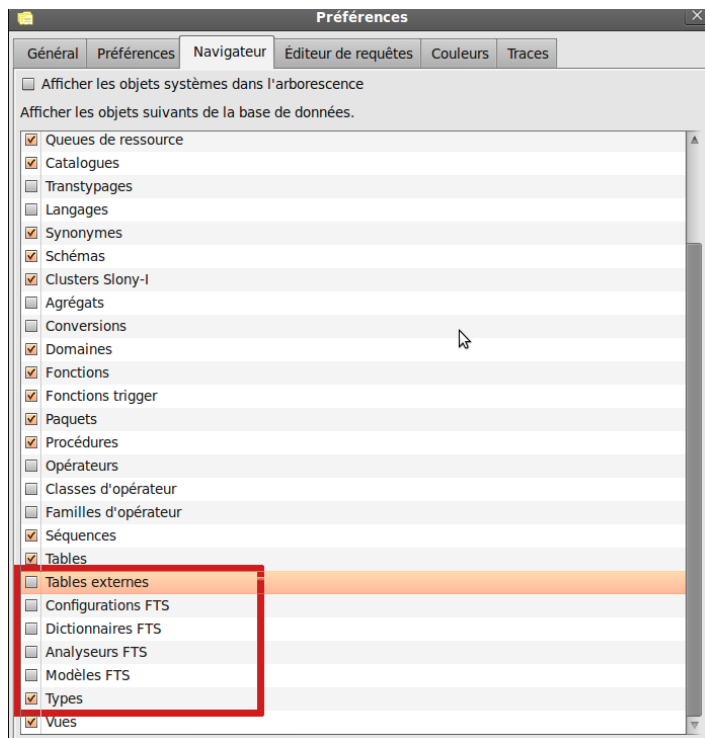 Préférences
Général Préférences Navigateur Éditeur de requêtes Couleurs Traces
Afficher les objets systèmes dans l'arborescence
Afficher les objets suivants de la base de données.
Queues de ressource
Catalogues
Transtypages
Langages
Synonymes
Schémas
Clusters Slony-I
Agrégats
Conversions
Domaines
Fonctions
Fonctions trigger
Paquets
Procédures
Opérateurs
Classes d'opérateur
Familles d'opérateur
Séquences
Tables
Tables externes
Configurations FTS
Dictionnaires FTS
Analyseurs FTS
Modèles FTS
Types
Vues